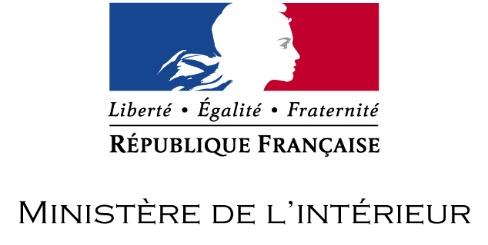 Liberté • Égalité • Fraternité
RÉPUBLIQUE FRANÇAISE
MINISTÈRE DE L'INTÉRIEUR